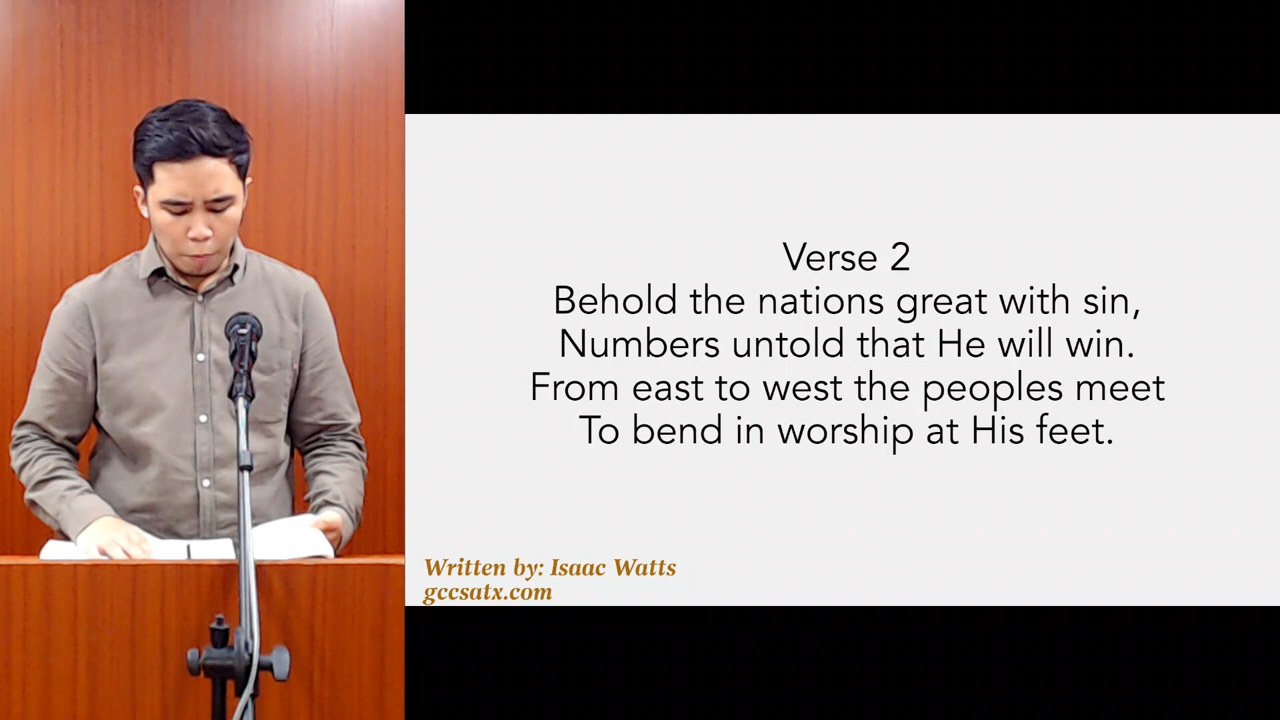 Verse 2
Behold the nations great with sin,
Numbers untold that He will win.
From east to west the peoples meet
To bend in worship at His feet.
Written by: Isaac Watts
gccsatx.com